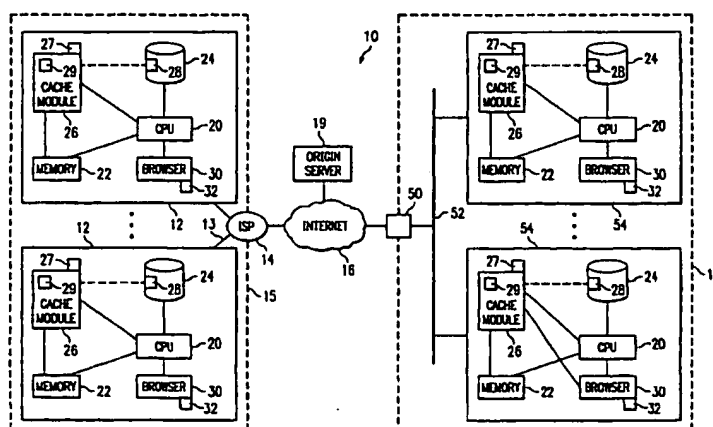 10
27
29
28
24
CACHE
MODULE
26
CPU
20
MEMORY
22
BROWSER
30
32
12
12
27
29
28
24
CACHE
MODULE
26
CPU
20
MEMORY
22
BROWSER
30
32
13
ISP
14
15
19
ORIGIN
SERVER
INTERNET
16
50
52
27
29
28
24
CACHE
MODULE
26
CPU
20
MEMORY
22
BROWSER
30
32
54
54
27
29
28
24
CACHE
MODULE
26
CPU
20
MEMORY
22
BROWSER
30
32